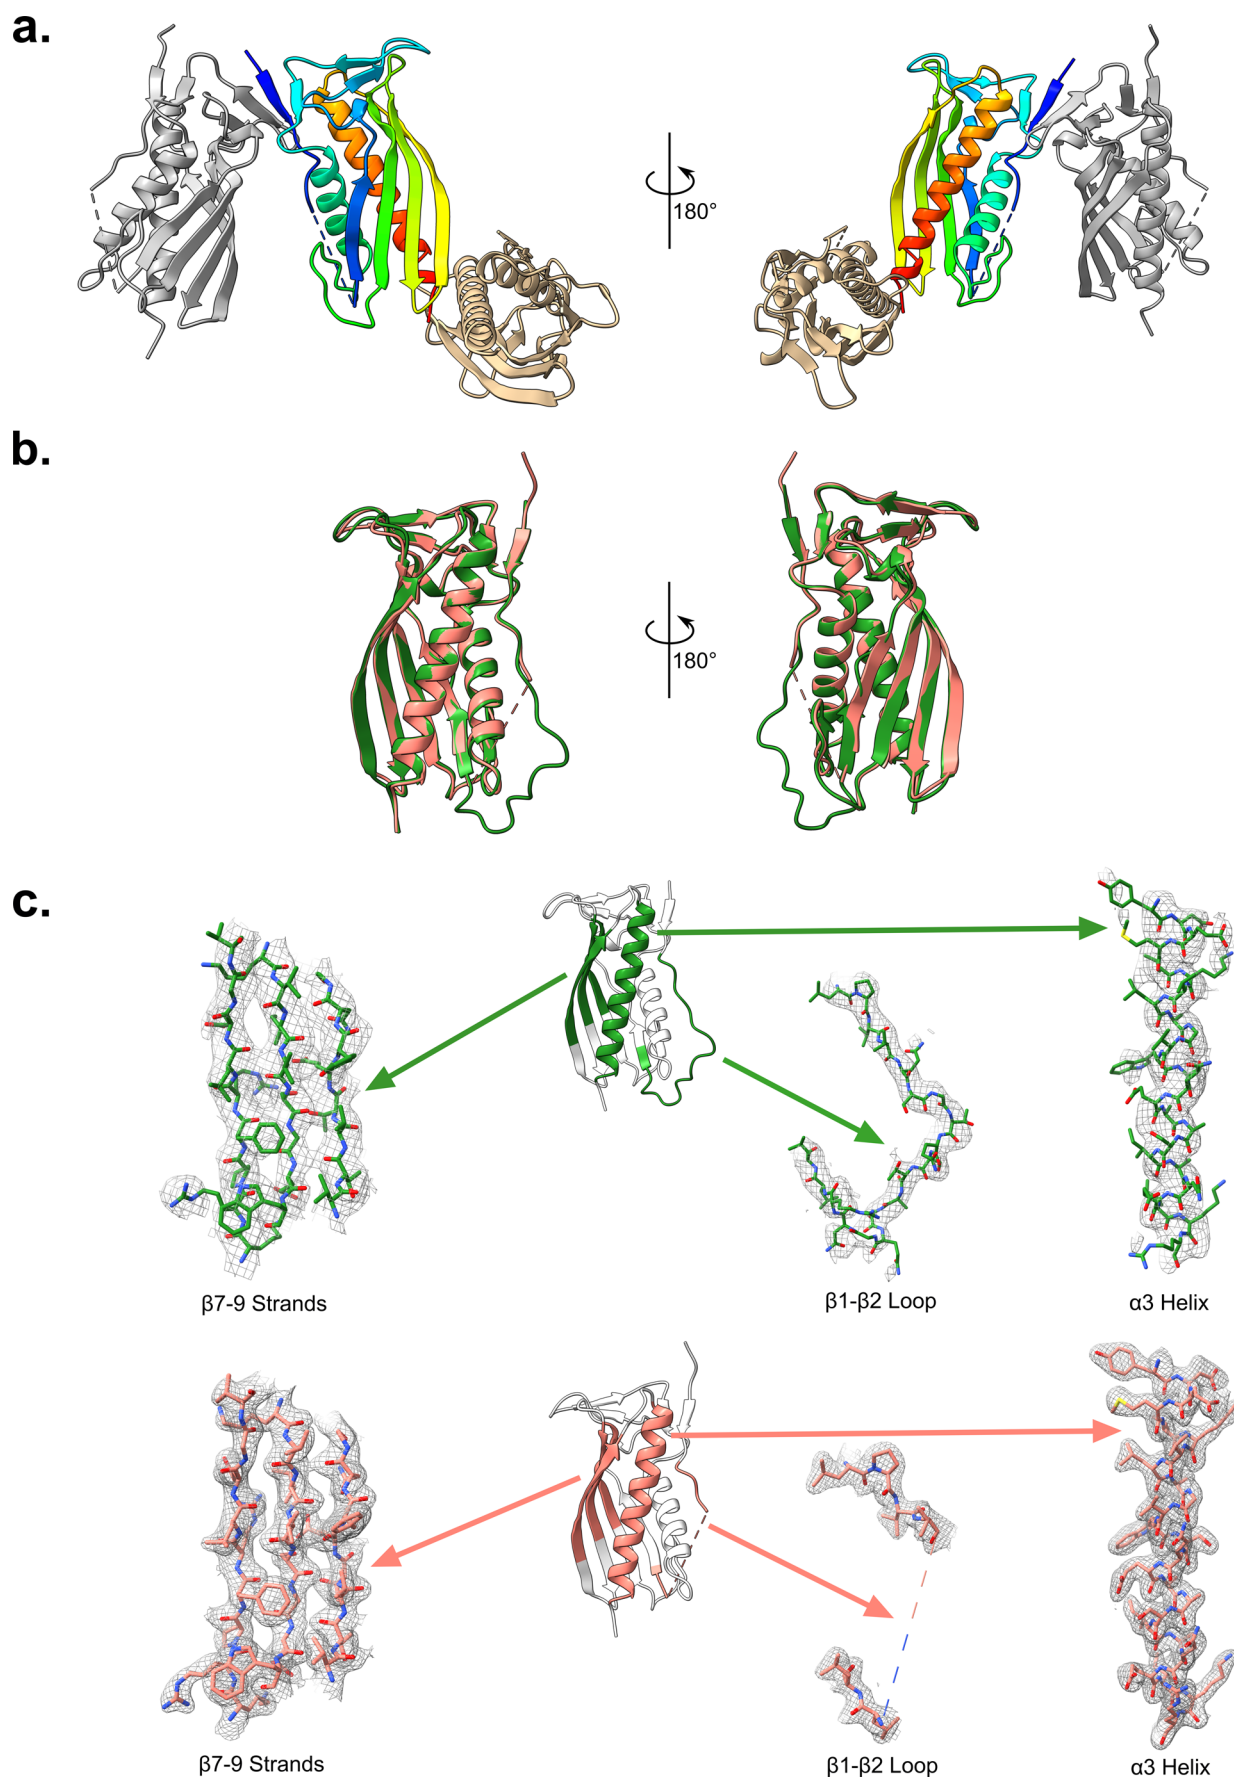 a.
180°
b.
180°
c.
β7-9 Strands
β1-β2 Loop
α3 Helix
β7-9 Strands
β1-β2 Loop
α3 Helix